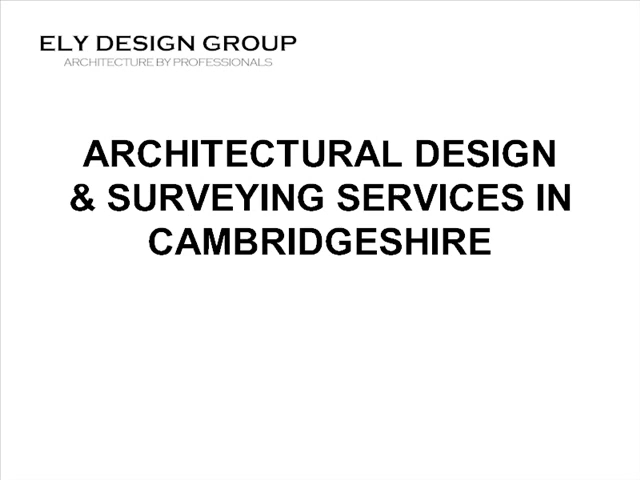 ELY DESIGN GROUP
ARCHITECTURE BY PROFESSIONALS
ARCHITECTURAL DESIGN
& SURVEYING SERVICES IN
CAMBRIDGESHIRE